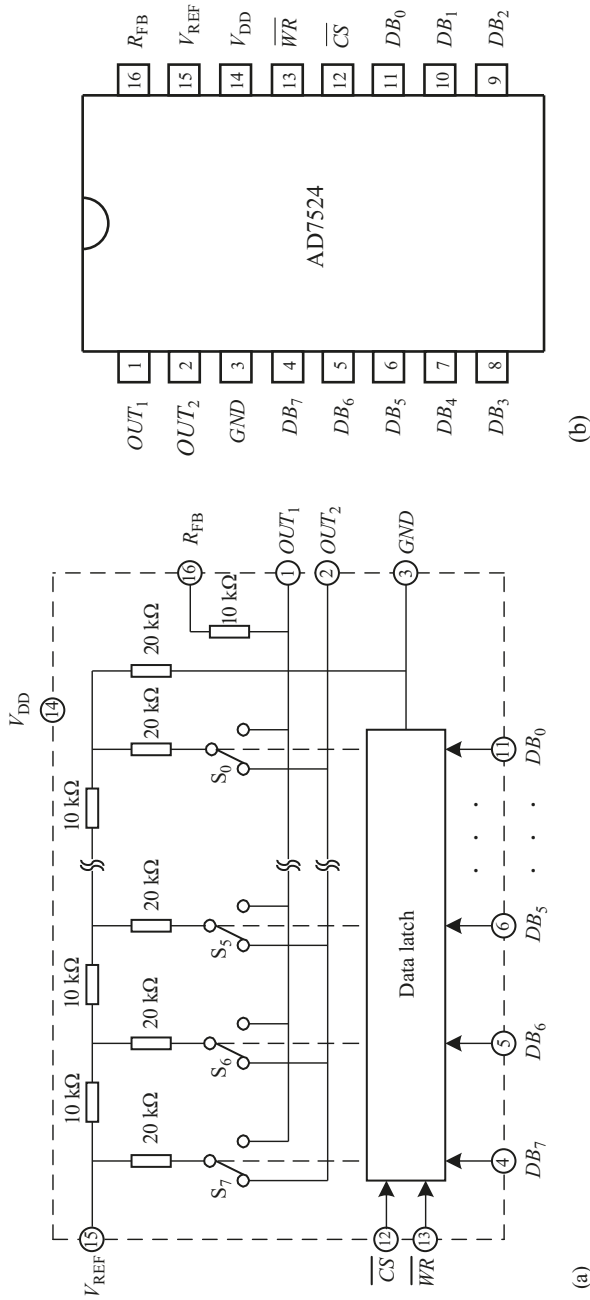 V_DD
14
V_REF
15
10 kΩ
10 kΩ
10 kΩ
20 kΩ
20 kΩ
20 kΩ
20 kΩ
20 kΩ
16
R_FB
10 kΩ
S_7
S_6
S_5
S_0
1
OUT_1
2
OUT_2
3
GND
Data latch
12
C̅S̅
13
W̅R̅
4
5
6
11
DB_7
DB_6
DB_5
DB_0
(a)
OUT_1 1
16 R_FB
OUT_2 2
15 V_REF
GND 3
14 V_DD
DB_7 4
13 W̅R̅
DB_6 5
12 C̅S̅
DB_5 6
11 DB_0
DB_4 7
10 DB_1
DB_3 8
9 DB_2
AD7524
(b)